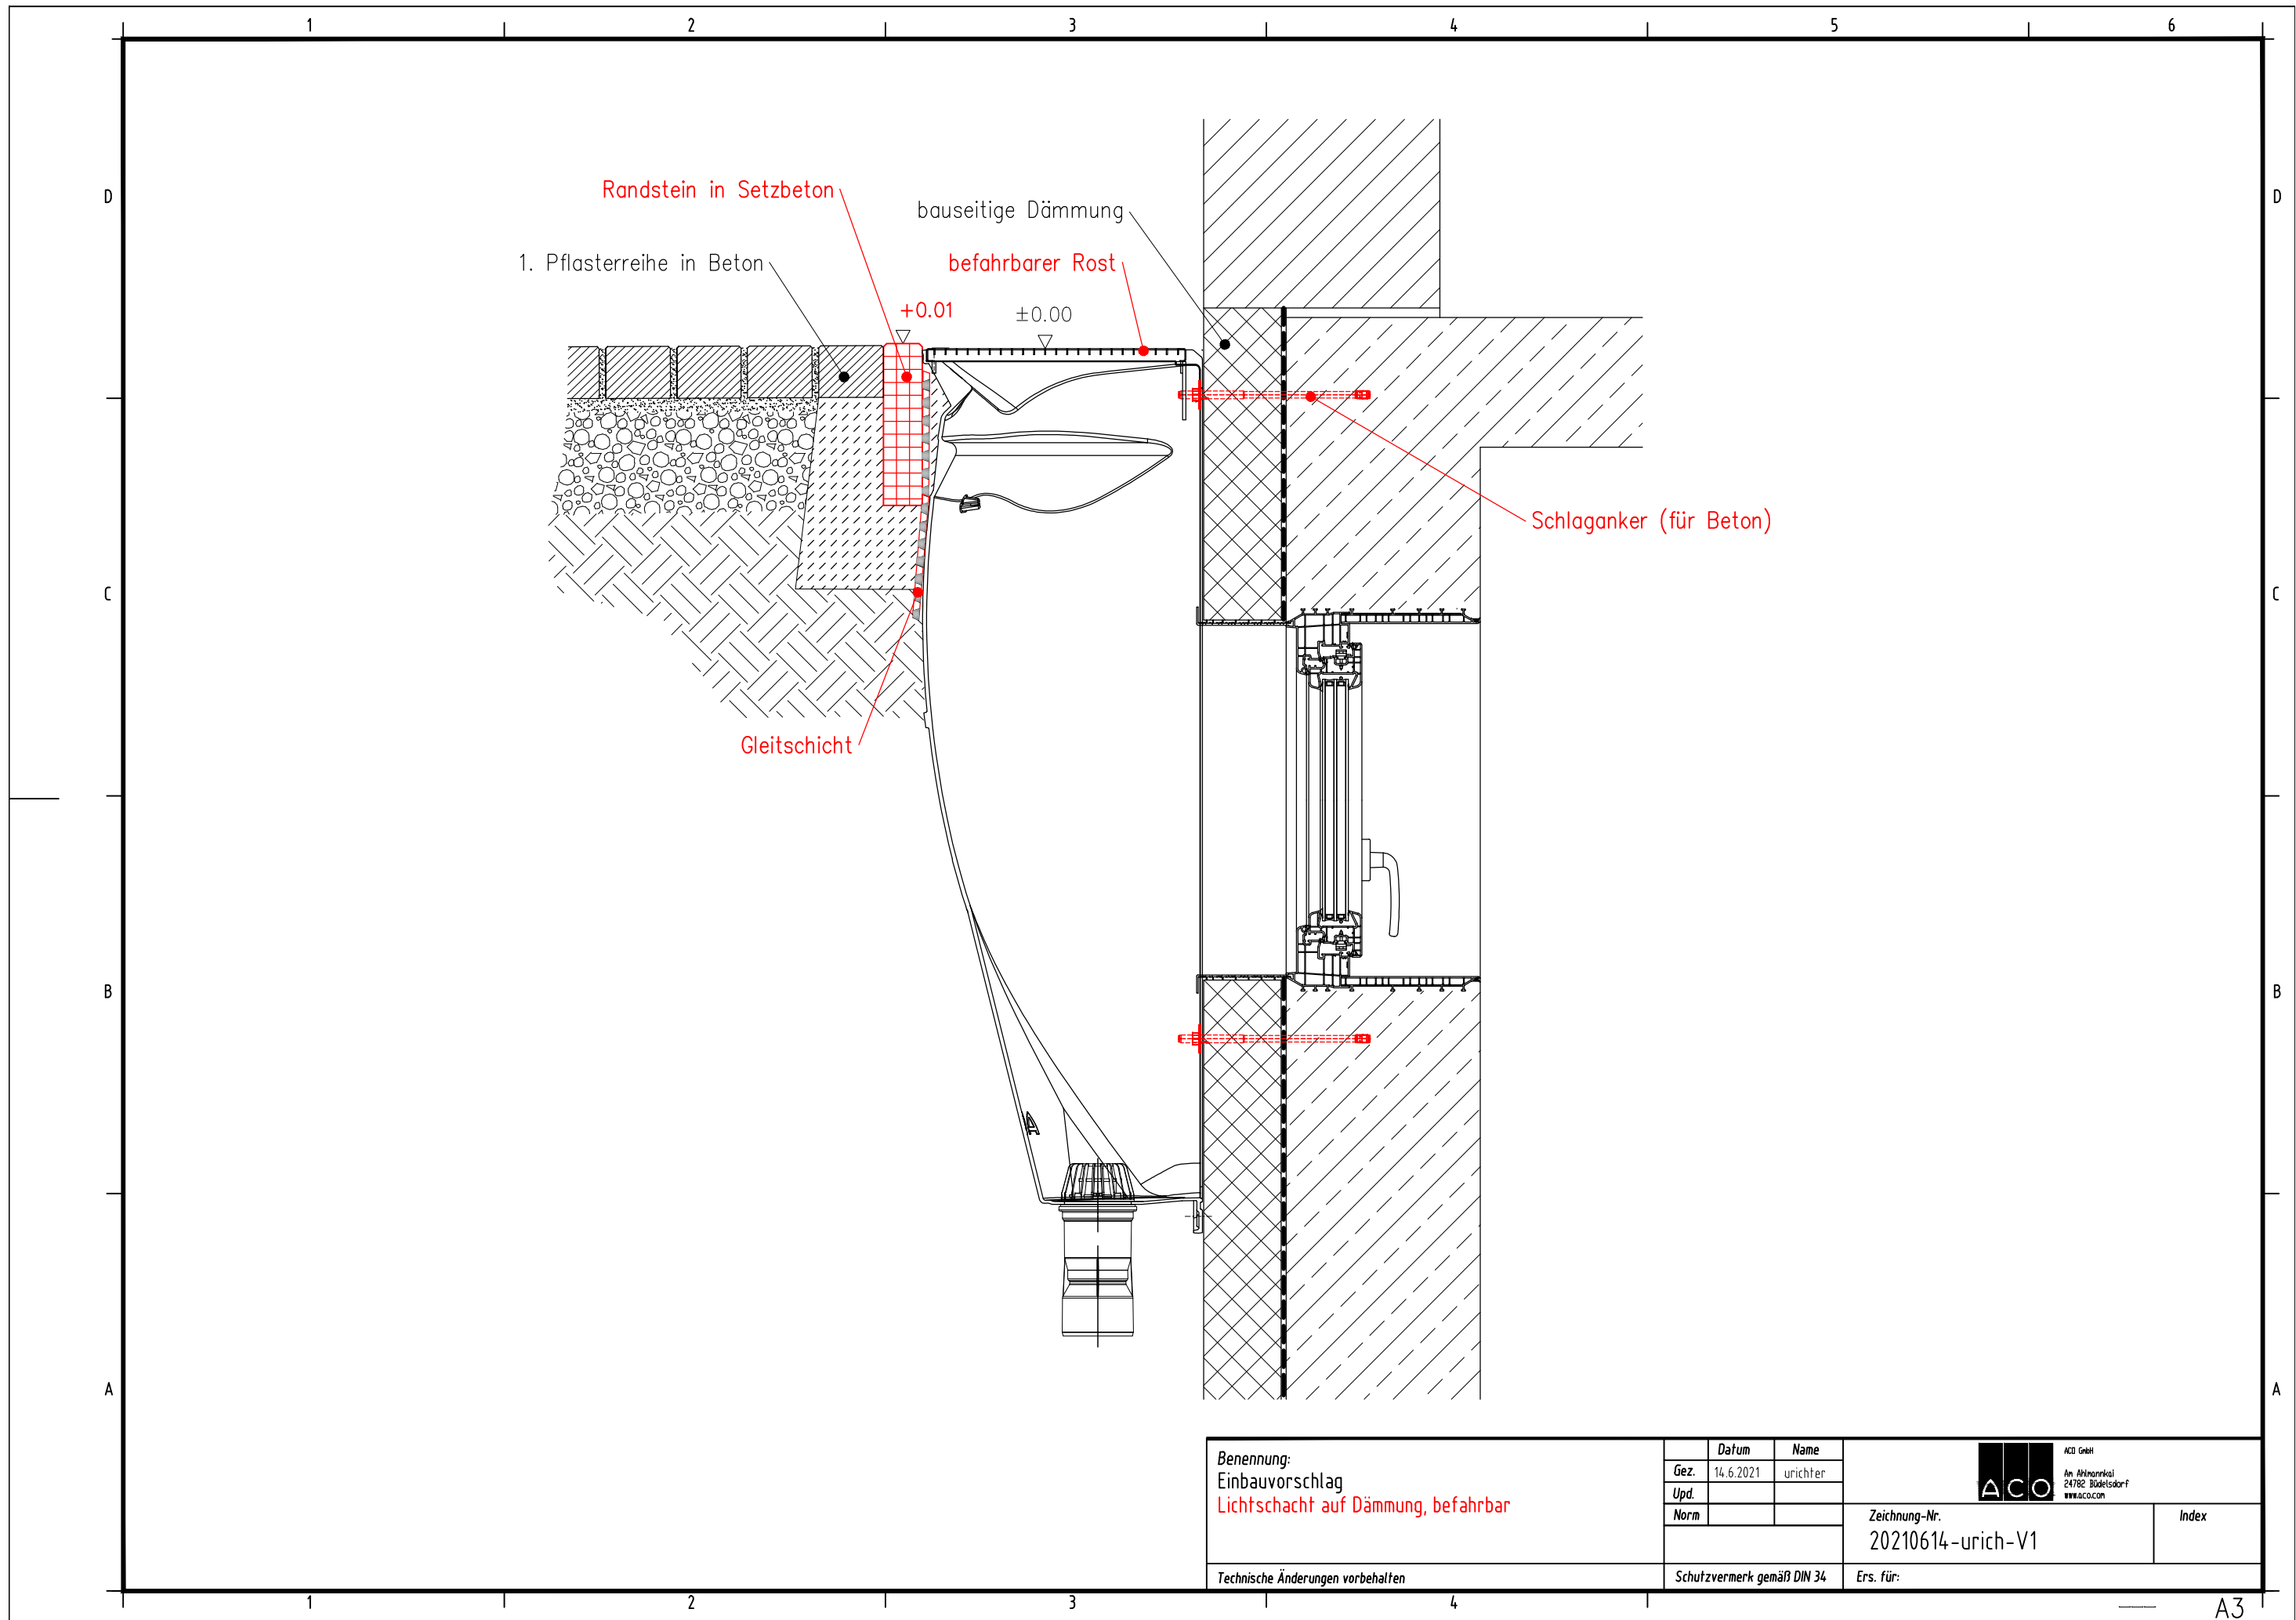 1 2 3 4 5 6
D D
Randstein in Setzbeton
bauseitige Dämmung
1. Pflasterreihe in Beton
befahrbarer Rost
+0.01
±0.00
Schlaganker (für Beton)
C C
Gleitschicht
B B
A A
Benennung:
Einbauvorschlag
Lichtschacht auf Dämmung, befahrbar
Technische Änderungen vorbehalten
Datum Name
Gez. 14.6.2021 urichter
Upd.
Norm
Schutzvermerk gemäß DIN 34
ACO
ACO GmbH
Am Ahlmannkai
24782 Büdelsdorf
www.aco.com
Zeichnung-Nr.
20210614-urich-V1
Index
Ers. für:
1 2 3 4
A3